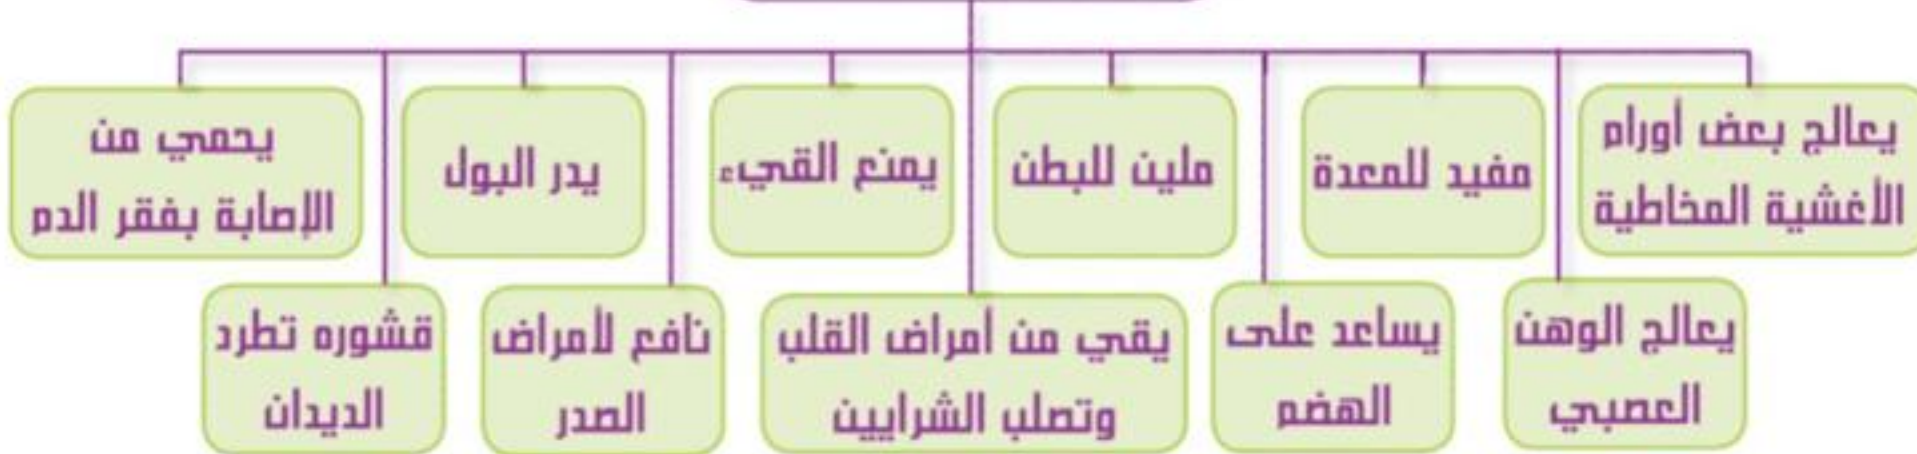 يعالج بعض أورام
الأغشية المخاطية
مفيد للمعدة
ملين للبطن
يمنع القيء
يدر البول
يحمي من
الإصابة بفقر الدم
يعالج الوهن
العصبي
يساعد على
الهضم
يقي من أمراض القلب
وتصلب الشرايين
نافع لأمراض
الصدر
قشوره تطرد
الديدان